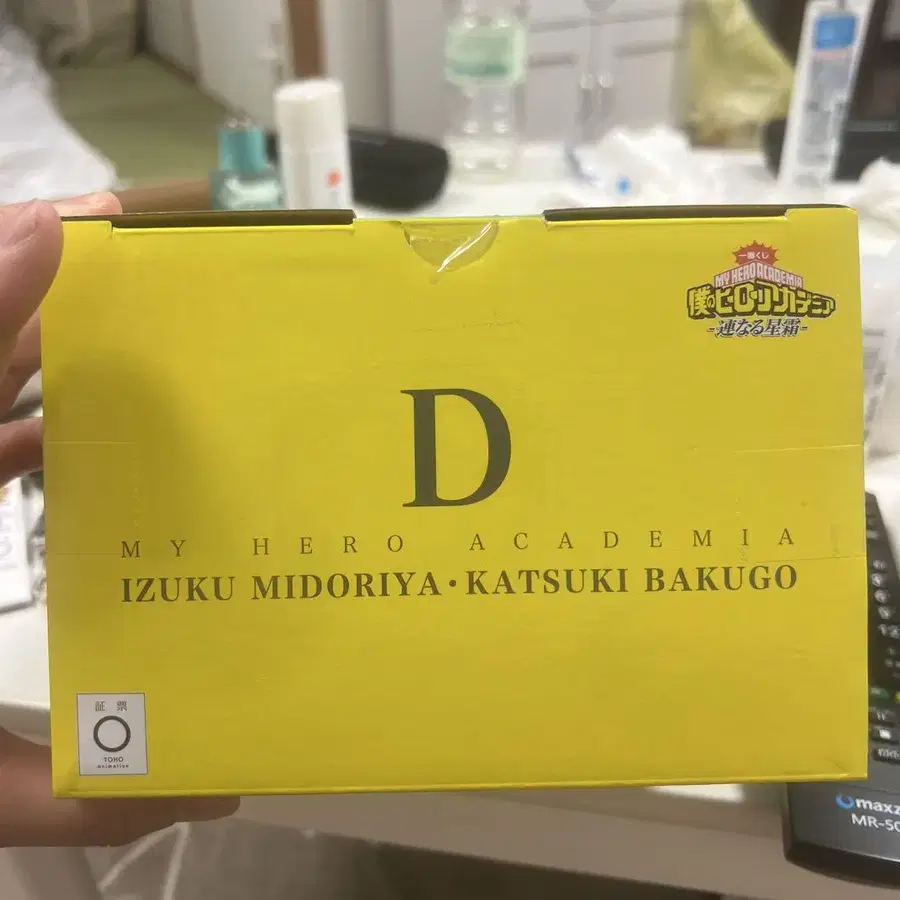 一番くじ
MY HERO ACADEMIA
僕のヒーローアカデミア
-連なる星霜-
D
MY HERO ACADEMIA
IZUKU MIDORIYA・KATSUKI BAKUGO
証 票
TOHO
animation
maxz
MR-50